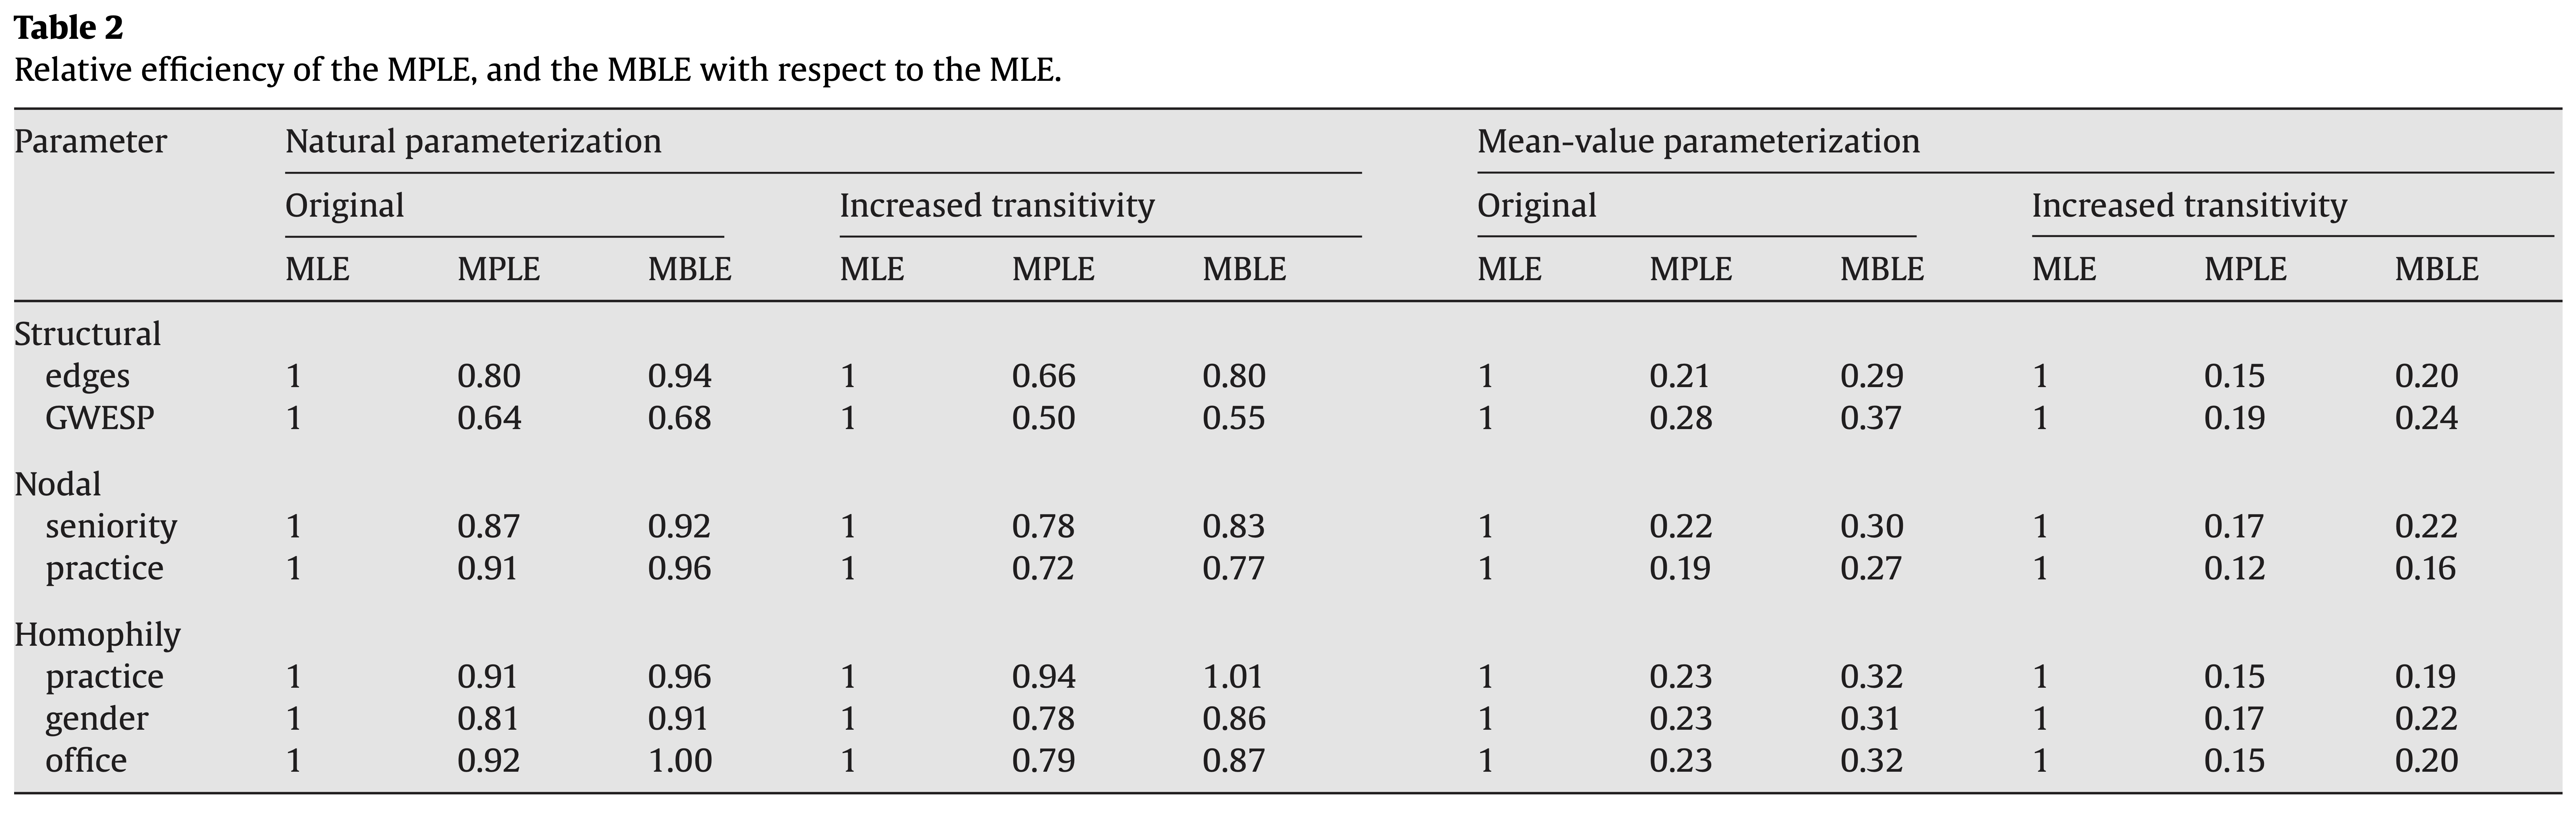 Table 2
Relative efficiency of the MPLE, and the MBLE with respect to the MLE.
Parameter Natural parameterization Mean-value parameterization
Original Increased transitivity Original Increased transitivity
MLE MPLE MBLE MLE MPLE MBLE MLE MPLE MBLE MLE MPLE MBLE
Structural
edges 1 0.80 0.94 1 0.66 0.80 1 0.21 0.29 1 0.15 0.20
GWESP 1 0.64 0.68 1 0.50 0.55 1 0.28 0.37 1 0.19 0.24
Nodal
seniority 1 0.87 0.92 1 0.78 0.83 1 0.22 0.30 1 0.17 0.22
practice 1 0.91 0.96 1 0.72 0.77 1 0.19 0.27 1 0.12 0.16
Homophily
practice 1 0.91 0.96 1 0.94 1.01 1 0.23 0.32 1 0.15 0.19
gender 1 0.81 0.91 1 0.78 0.86 1 0.23 0.31 1 0.17 0.22
office 1 0.92 1.00 1 0.79 0.87 1 0.23 0.32 1 0.15 0.20